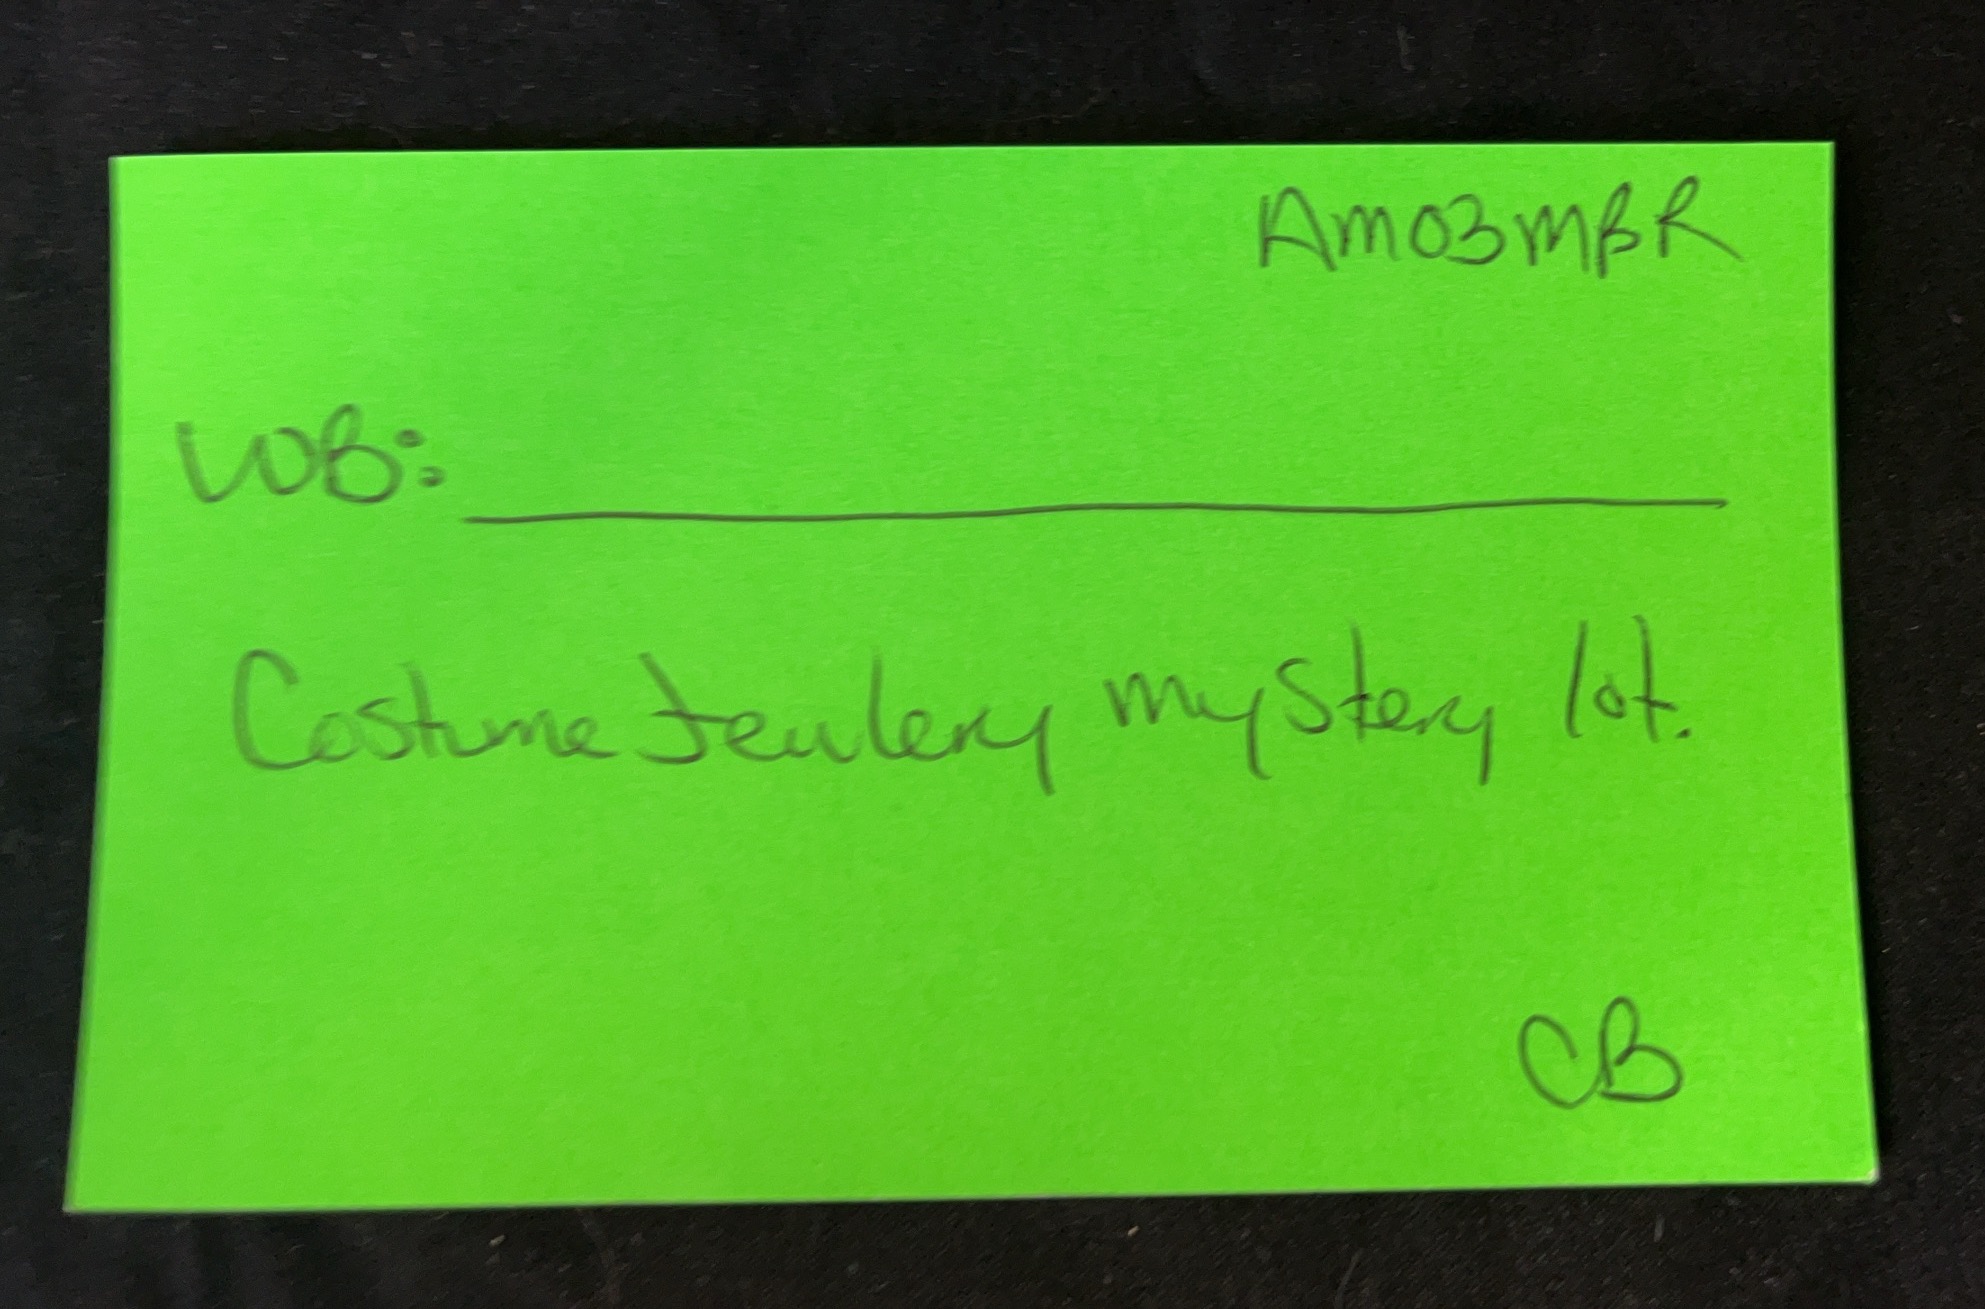 AM03MBR
WB:
Costume Jewlery mystery lot.
CB